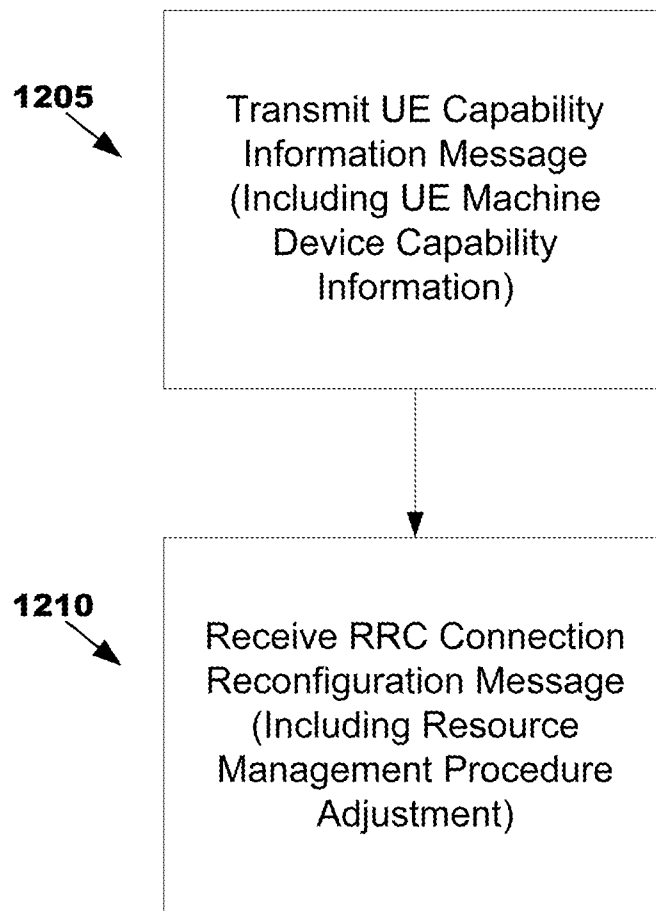 1205
Transmit UE Capability
Information Message
(Including UE Machine
Device Capability
Information)
1210
Receive RRC Connection
Reconfiguration Message
(Including Resource
Management Procedure
Adjustment)